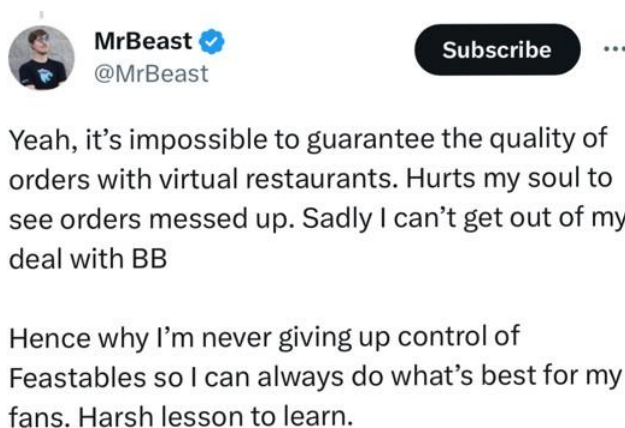 MrBeast
Subscribe
@MrBeast
Yeah, it’s impossible to guarantee the quality of
orders with virtual restaurants. Hurts my soul to
see orders messed up. Sadly I can’t get out of my
deal with BB
Hence why I’m never giving up control of
Feastables so I can always do what’s best for my
fans. Harsh lesson to learn.